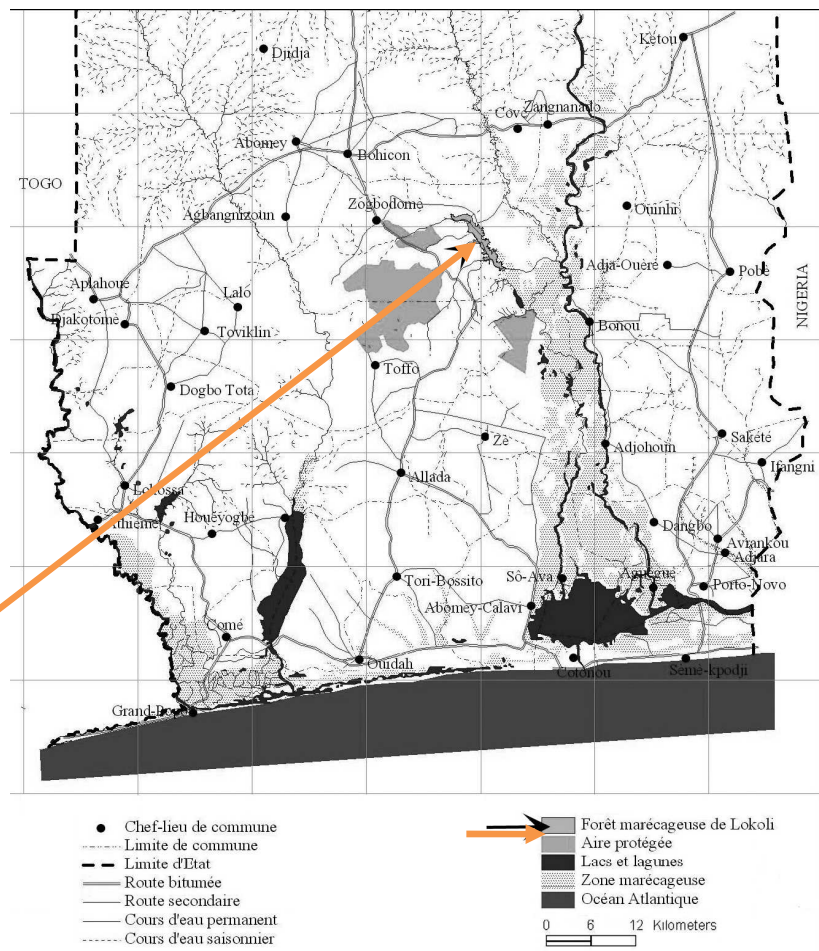 Djidja
Kétou
Covè
Zangnanado
Abomey
Bohicon
TOGO
Agbangnizoun
Zogbodomè
Ouinhi
Adja-Ouèrè
Pobè
Aplahoué
Lalo
Djakotomè
Toviklin
Bonou
NIGERIA
Toffo
Dogbo Tota
Zè
Adjohoun
Sakété
Ifangni
Allada
Lokossa
Athiémé
Houéyogbé
Dangbo
Avrankou
Adjara
Tori-Bossito
Sô-Ava
Aguégué
Porto-Novo
Abomey-Calavi
Comé
Ouidah
Cotonou
Sèmè-kpodji
Grand-Popo
Chef-lieu de commune
Limite de commune
Limite d'Etat
Route bitumée
Route secondaire
Cours d'eau permanent
Cours d'eau saisonnier
Forêt marécageuse de Lokoli
Aire protégée
Lacs et lagunes
Zone marécageuse
Océan Atlantique
0 6 12 Kilometers